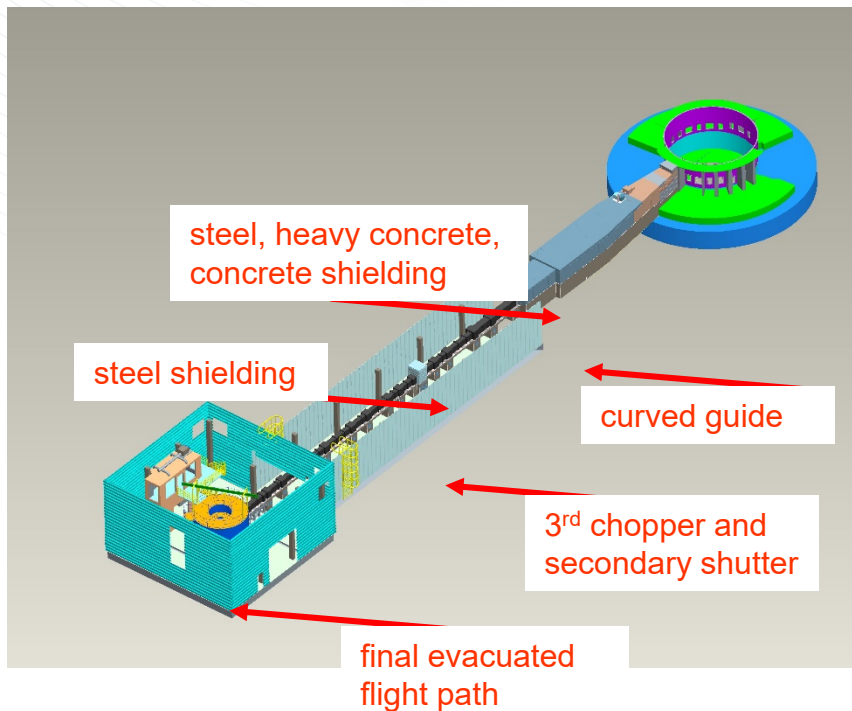 steel, heavy concrete,
concrete shielding
steel shielding
curved guide
3rd chopper and
secondary shutter
final evacuated
flight path